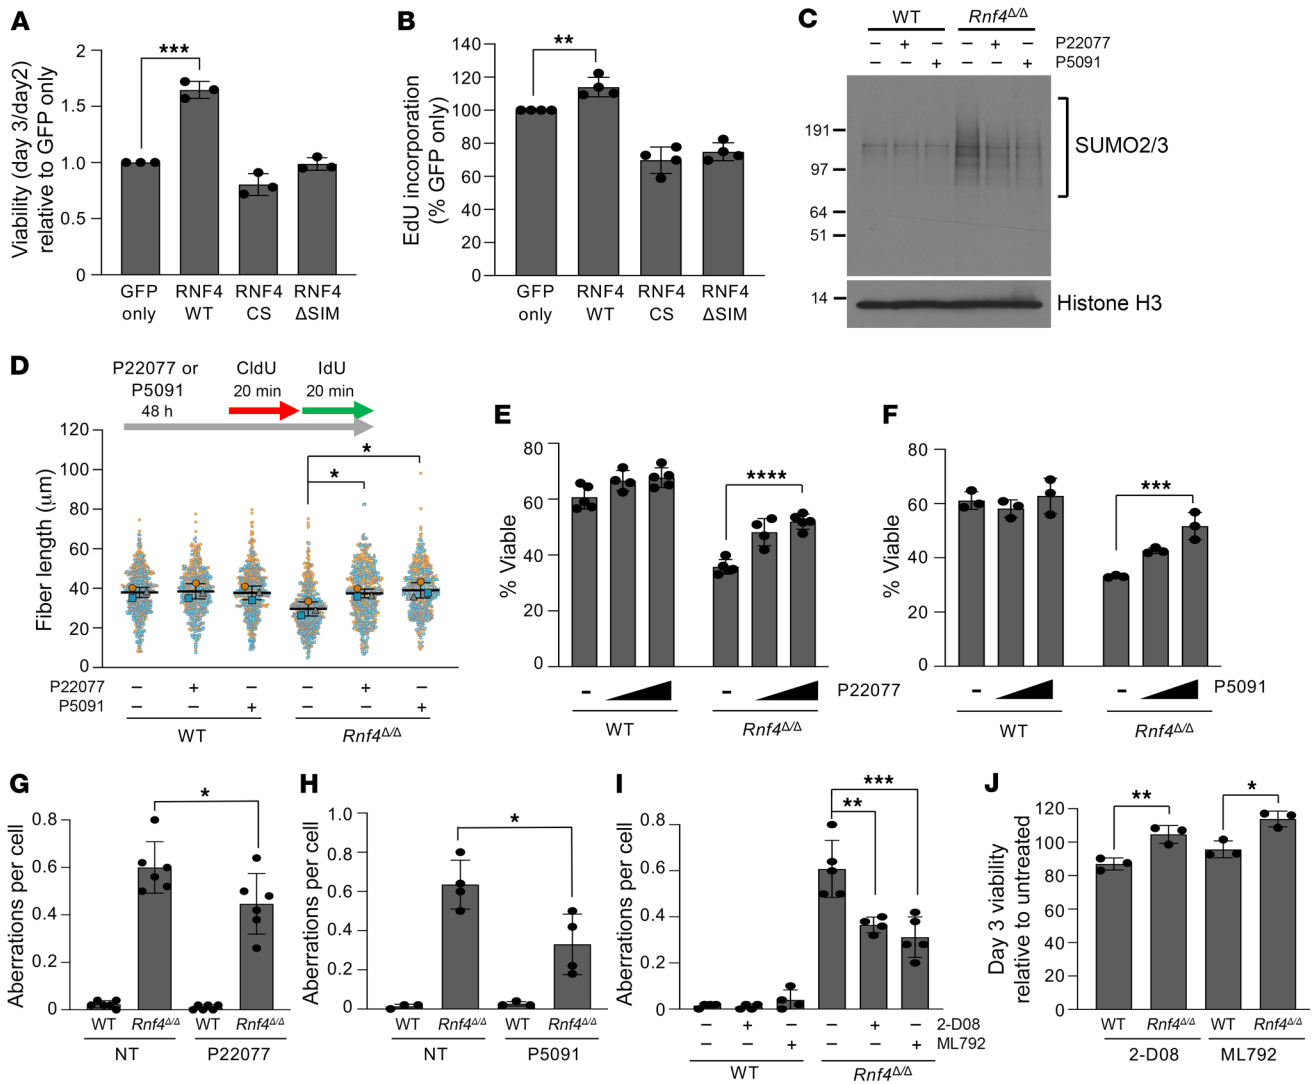 A
Viability (day 3/day2)
relative to GFP only
2
1.5
1.0
0.5
0
***
GFP
only
RNF4
WT
RNF4
CS
RNF4
ΔSIM
B
EdU incorporation
(% GFP only)
140
120
100
80
60
40
20
0
**
GFP
only
RNF4
WT
RNF4
CS
RNF4
ΔSIM
C
WT
Rnf4Δ/Δ
– + – – + – P22077
– – + – – + P5091
191
97
64
51
14
SUMO2/3
Histone H3
D
P22077 or
P5091
48 h
CldU
20 min
IdU
20 min
Fiber length (μm)
120
100
80
60
40
20
0
*
*
P22077 – + – – + –
P5091 – – + – – +
WT
Rnf4Δ/Δ
E
% Viable
80
60
40
20
0
****
– – P22077
WT
Rnf4Δ/Δ
F
% Viable
80
60
40
20
0
***
– – P5091
WT
Rnf4Δ/Δ
G
Aberrations per cell
0.8
0.6
0.4
0.2
0
*
WT Rnf4Δ/Δ WT Rnf4Δ/Δ
NT P22077
H
Aberrations per cell
1.0
0.8
0.6
0.4
0.2
0
*
WT Rnf4Δ/Δ WT Rnf4Δ/Δ
NT P5091
I
Aberrations per cell
0.8
0.6
0.4
0.2
0
***
**
– + – – + – 2-D08
– – + – – + ML792
WT
Rnf4Δ/Δ
J
Day 3 viability
relative to untreated
120
100
80
60
40
20
0
**
*
WT Rnf4Δ/Δ WT Rnf4Δ/Δ
2-D08 ML792